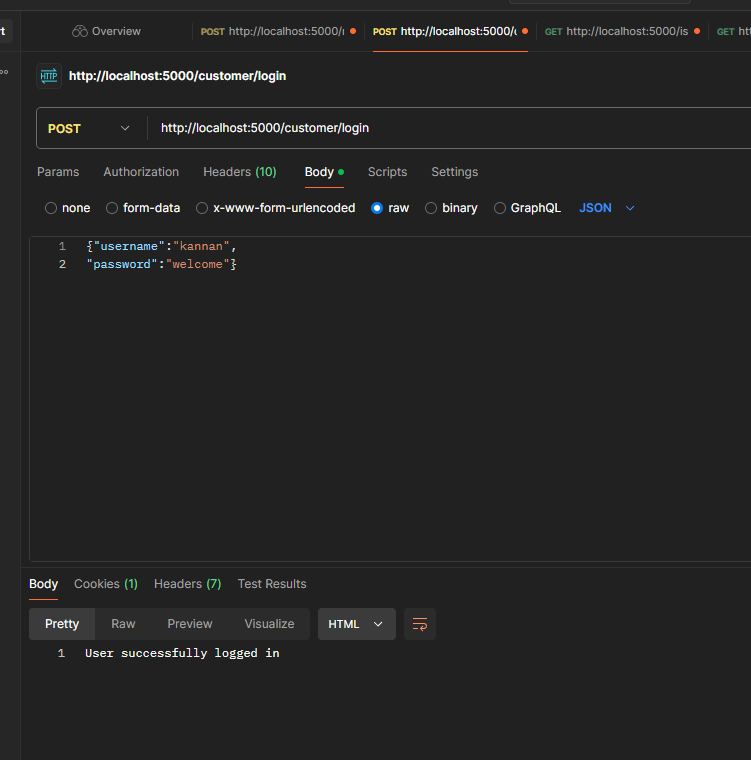 Overview
POST http://localhost:5000/
POST http://localhost:5000/
GET http://localhost:5000/is
GET
HTTP http://localhost:5000/customer/login
POST http://localhost:5000/customer/login
Params Authorization Headers (10) Body Scripts Settings
none form-data x-www-form-urlencoded raw binary GraphQL JSON
1 {"username":"kannan",
2 "password":"welcome"}
Body Cookies (1) Headers (7) Test Results
Pretty Raw Preview Visualize HTML
1 User successfully logged in